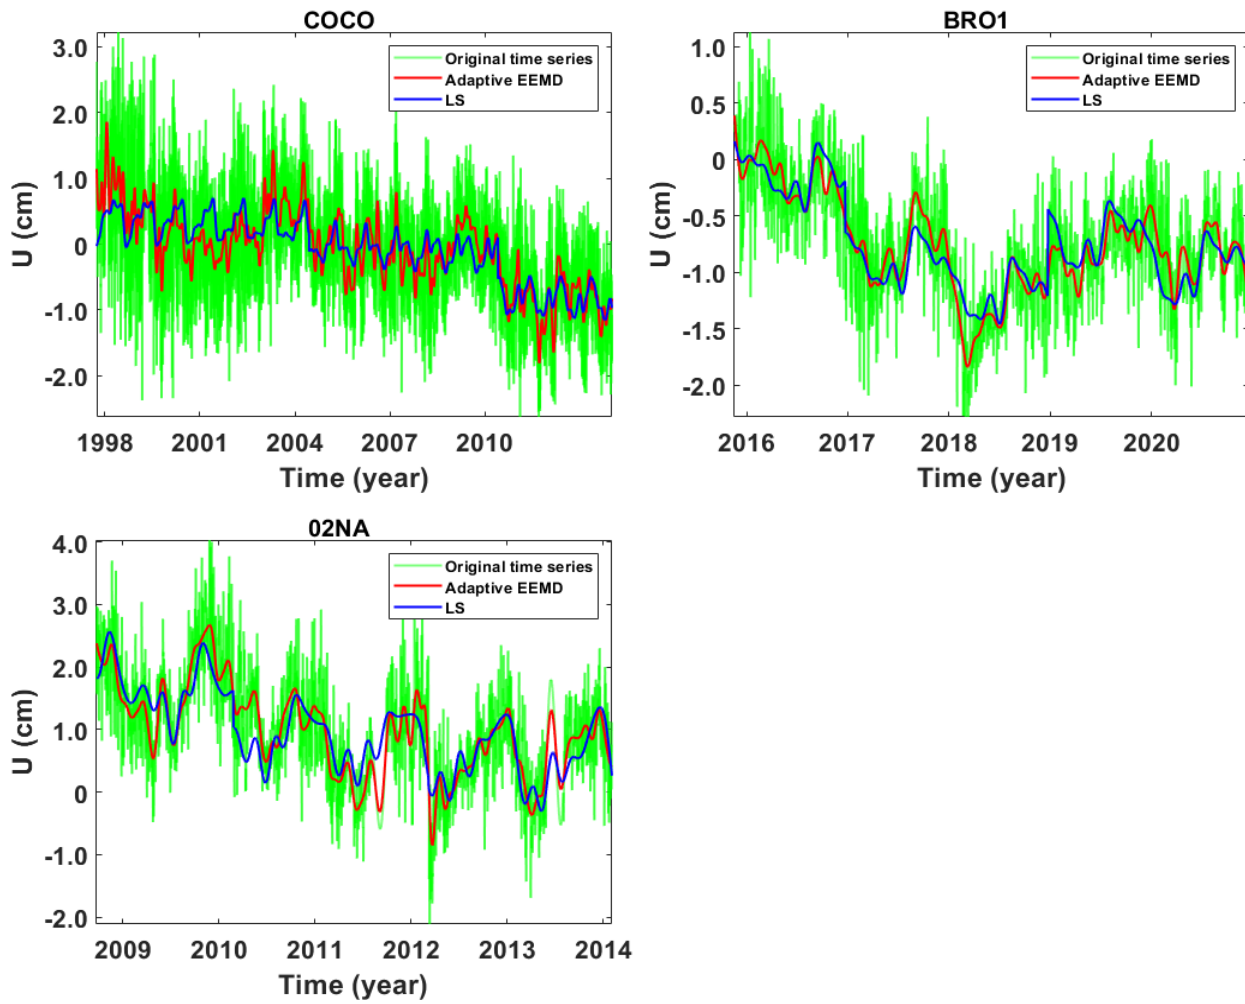 COCO
3.0
2.0
1.0
0
-1.0
-2.0
U (cm)
Original time series
Adaptive EEMD
LS
1998 2001 2004 2007 2010
Time (year)
BRO1
1.0
0.5
0
-0.5
-1.0
-1.5
-2.0
U (cm)
Original time series
Adaptive EEMD
LS
2016 2017 2018 2019 2020
Time (year)
02NA
4.0
3.0
2.0
1.0
0
-1.0
-2.0
U (cm)
Original time series
Adaptive EEMD
LS
2009 2010 2011 2012 2013 2014
Time (year)